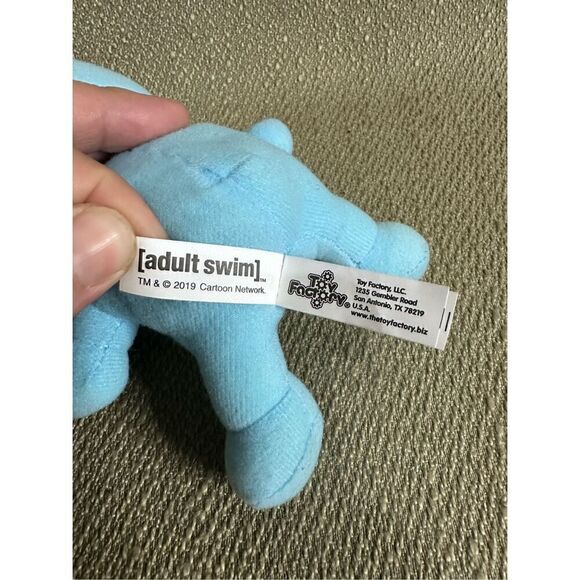 [adult swim]™
TM & © 2019 Cartoon Network.
Toy Factory®
Toy Factory, LLC.
1235 Gembler Road
San Antonio, TX 78219
U.S.A.
www.thetoyfactory.biz